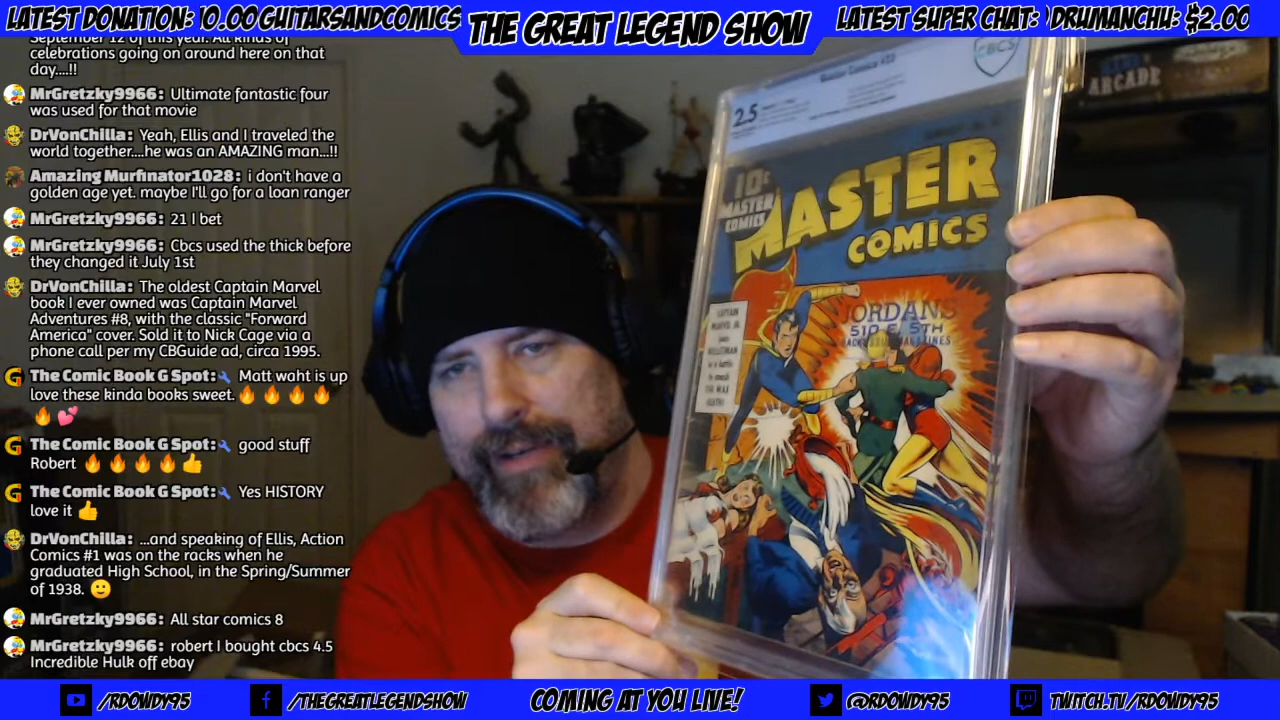 LATEST DONATION: 10.00 GUITARSANDCOMICS
THE GREAT LEGEND SHOW
LATEST SUPER CHAT: DRUMANCHU: $2.00
September 12 of this year. All kinds of
celebrations going on around here on that
day....!!
MrGretzky9966: Ultimate fantastic four
was used for that movie
DrVonChilla: Yeah, Ellis and I traveled the
world together....he was an AMAZING man...!!
Amazing Murfinator1028: i don't have a
golden age yet. maybe I'll go for a loan ranger
MrGretzky9966: 21 I bet
MrGretzky9966: Cbcs used the thick before
they changed it July 1st
DrVonChilla: The oldest Captain Marvel
book I ever owned was Captain Marvel
Adventures #8, with the classic "Forward
America" cover. Sold it to Nick Cage via a
phone call per my CBGuide ad, circa 1995.
The Comic Book G Spot: Matt waht is up
love these kinda books sweet.🔥🔥🔥🔥
🔥💕
The Comic Book G Spot: good stuff
Robert 🔥🔥🔥🔥👍
The Comic Book G Spot: Yes HISTORY
love it 👍
DrVonChilla: ...and speaking of Ellis, Action
Comics #1 was on the racks when he
graduated High School, in the Spring/Summer
of 1938. 🙂
MrGretzky9966: All star comics 8
MrGretzky9966: robert I bought cbcs 4.5
Incredible Hulk off ebay
ARCADE
CBCS
2.5
10¢
MASTER
COMICS
MASTER
COMICS
CAPTAIN
MARVEL JR.
JORDANS
510 E. 5TH
/RDOWDY95
/THEGREATLEGENDSHOW
COMING AT YOU LIVE!
@RDOWDY95
TWITCH.TV/RDOWDY95